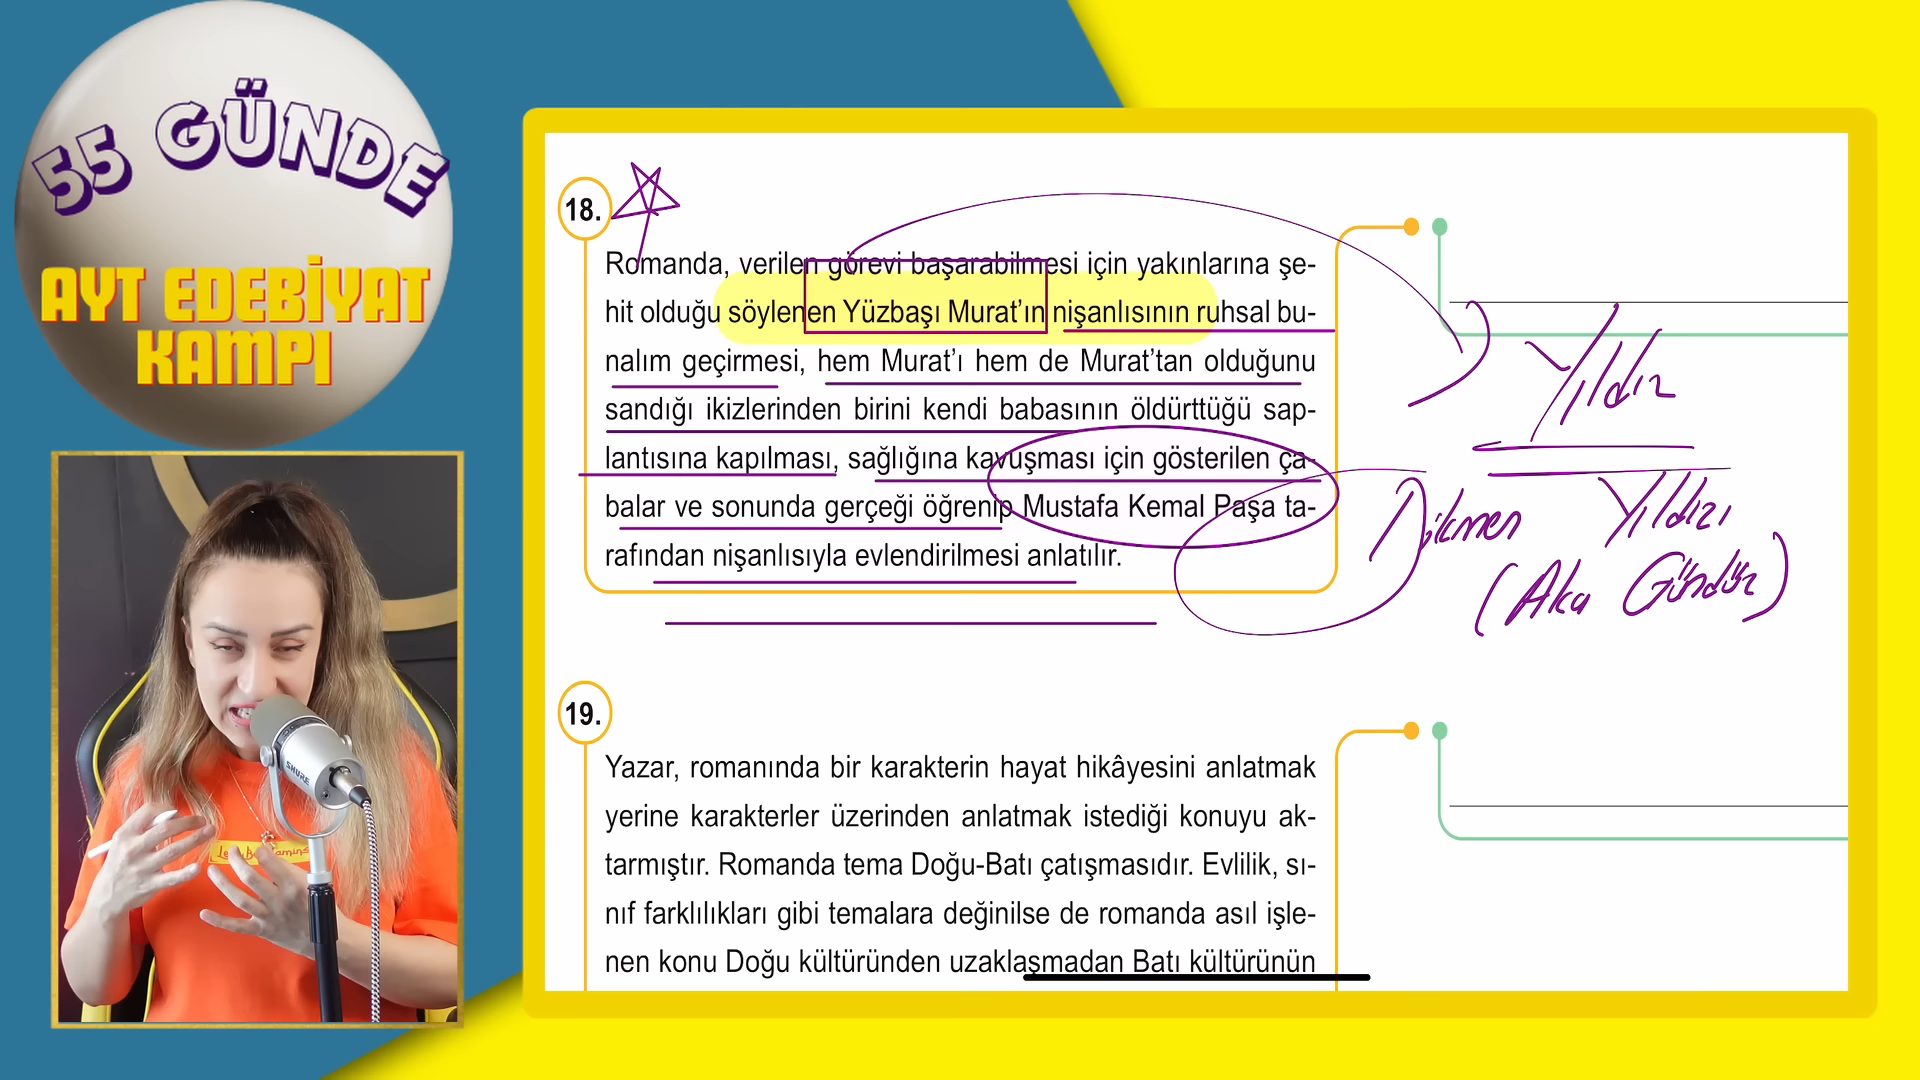 55 GÜNDE
AYT EDEBİYAT
KAMPI
18.
Romanda, verilen görevi başarabilmesi için yakınlarına şe-
hit olduğu söylenen Yüzbaşı Murat'ın nişanlısının ruhsal bu-
nalım geçirmesi, hem Murat'ı hem de Murat'tan olduğunu
sandığı ikizlerinden birini kendi babasının öldürttüğü sap-
lantısına kapılması, sağlığına kavuşması için gösterilen ça-
balar ve sonunda gerçeği öğrenip Mustafa Kemal Paşa ta-
rafından nişanlısıyla evlendirilmesi anlatılır.
Yıldız
Dikmen Yıldızı
(Aka Gündüz)
19.
Yazar, romanında bir karakterin hayat hikâyesini anlatmak
yerine karakterler üzerinden anlatmak istediği konuyu ak-
tarmıştır. Romanda tema Doğu-Batı çatışmasıdır. Evlilik, sı-
nıf farklılıkları gibi temalara değinilse de romanda asıl işle-
nen konu Doğu kültüründen uzaklaşmadan Batı kültürünün
SHURE